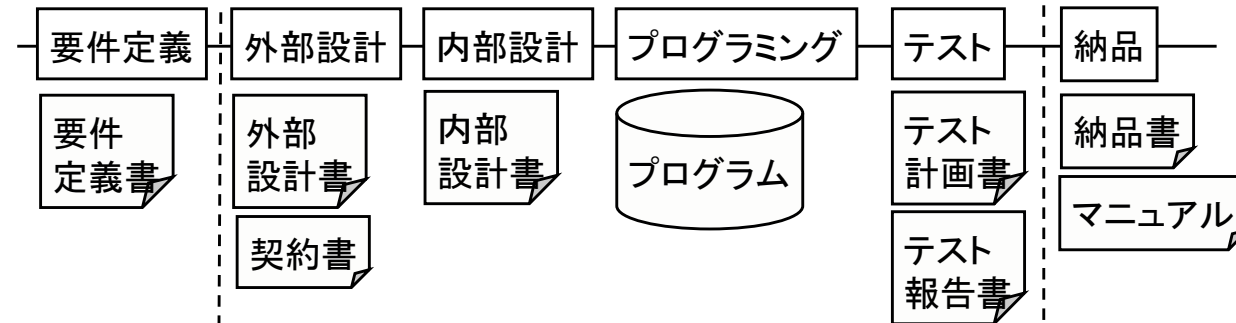 要件定義
外部設計
内部設計
プログラミング
テスト
納品
要件
定義書
外部
設計書
契約書
内部
設計書
プログラム
テスト
計画書
テスト
報告書
納品書
マニュアル